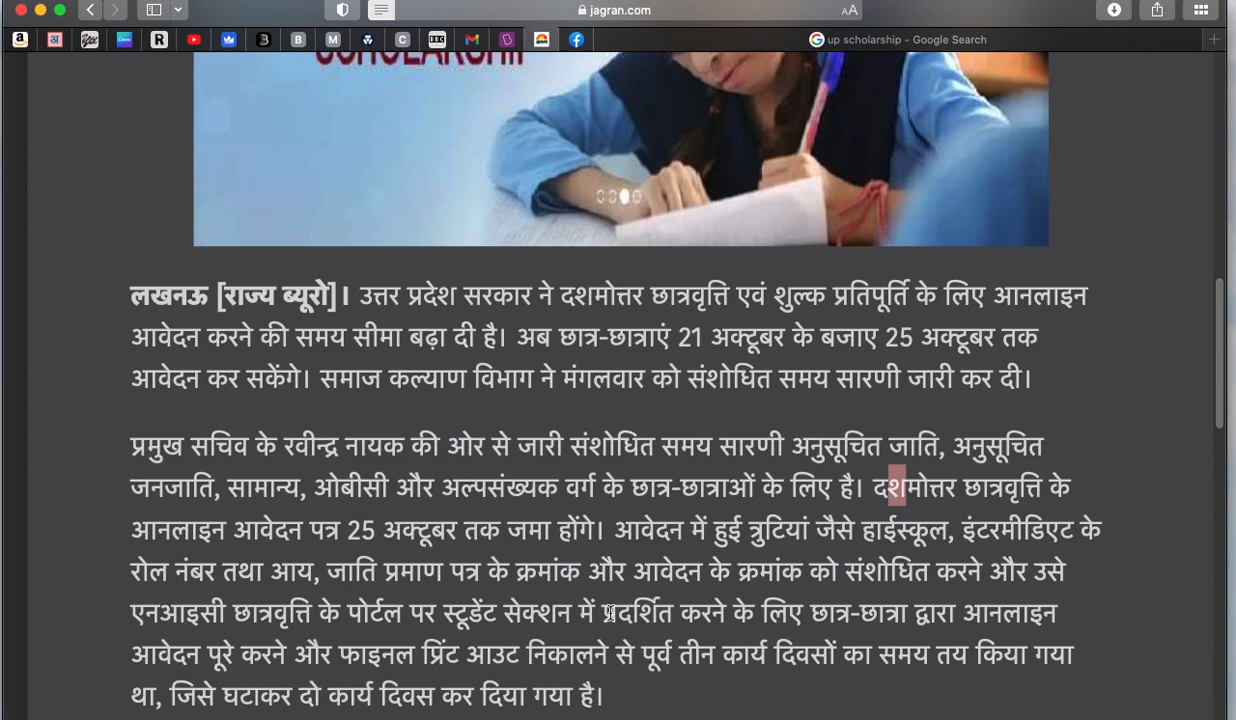 jagran.com
AA
up scholarship - Google Search
SCHOLARSHIP
लखनऊ [राज्य ब्यूरो]। उत्तर प्रदेश सरकार ने दशमोत्तर छात्रवृत्ति एवं शुल्क प्रतिपूर्ति के लिए आनलाइन
आवेदन करने की समय सीमा बढ़ा दी है। अब छात्र-छात्राएं 21 अक्टूबर के बजाए 25 अक्टूबर तक
आवेदन कर सकेंगे। समाज कल्याण विभाग ने मंगलवार को संशोधित समय सारणी जारी कर दी।
प्रमुख सचिव के रवीन्द्र नायक की ओर से जारी संशोधित समय सारणी अनुसूचित जाति, अनुसूचित
जनजाति, सामान्य, ओबीसी और अल्पसंख्यक वर्ग के छात्र-छात्राओं के लिए है। दशमोत्तर छात्रवृत्ति के
आनलाइन आवेदन पत्र 25 अक्टूबर तक जमा होंगे। आवेदन में हुई त्रुटियां जैसे हाईस्कूल, इंटरमीडिएट के
रोल नंबर तथा आय, जाति प्रमाण पत्र के क्रमांक और आवेदन के क्रमांक को संशोधित करने और उसे
एनआइसी छात्रवृत्ति के पोर्टल पर स्टूडेंट सेक्शन में प्रदर्शित करने के लिए छात्र-छात्रा द्वारा आनलाइन
आवेदन पूरे करने और फाइनल प्रिंट आउट निकालने से पूर्व तीन कार्य दिवसों का समय तय किया गया
था, जिसे घटाकर दो कार्य दिवस कर दिया गया है।